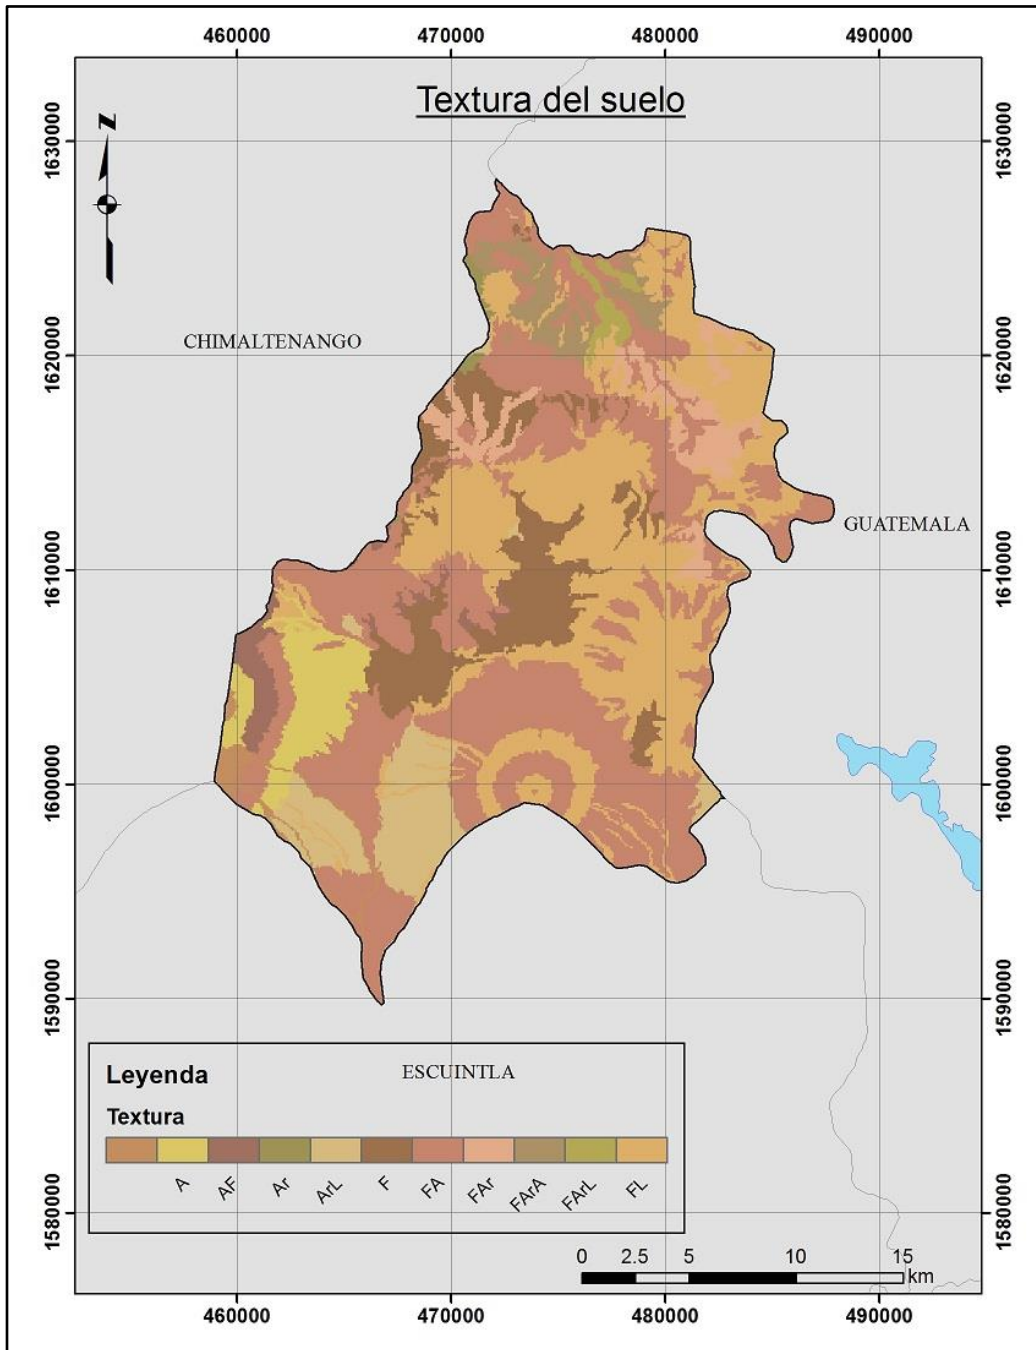 460000 470000 480000 490000
Textura del suelo
N
1630000 1630000
CHIMALTENANGO
1620000 1620000
GUATEMALA
1610000 1610000
1600000 1600000
1590000 1590000
Leyenda
ESCUINTLA
Textura
A AF Ar ArL F FA FAr FArA FArL FL
1580000 1580000
0 2.5 5 10 15
km
460000 470000 480000 490000